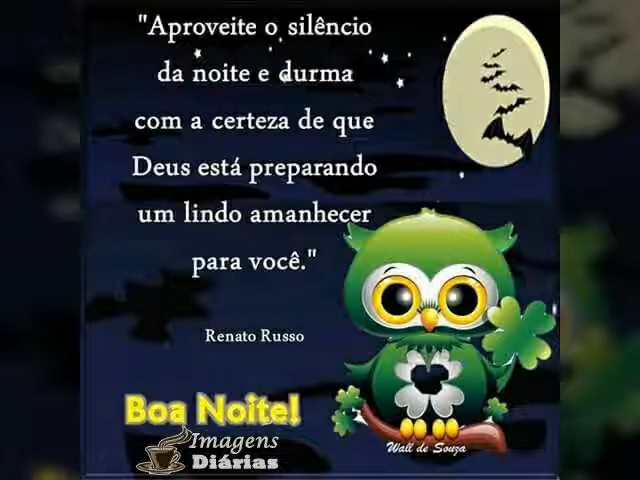 "Aproveite o silêncio
da noite e durma
com a certeza de que
Deus está preparando
um lindo amanhecer
para você."
Renato Russo
Boa Noite!
Imagens
Diárias
Wall de Souza